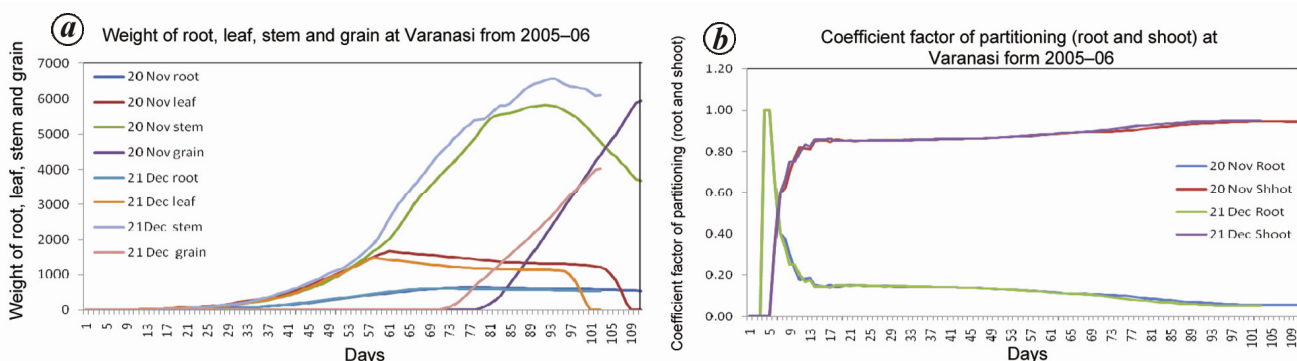 a Weight of root, leaf, stem and grain at Varanasi from 2005–06
Weight of root, leaf, stem and grain
7000
6000
5000
4000
3000
2000
1000
0
20 Nov root
20 Nov leaf
20 Nov stem
20 Nov grain
21 Dec root
21 Dec leaf
21Dec stem
21 Dec grain
1 5 9 13 17 21 25 29 33 37 41 45 49 53 57 61 65 69 73 77 81 85 89 93 97 101 105 109
Days
b Coefficient factor of partitioning (root and shoot) at
Varanasi form 2005–06
Coefficient factor of partitioning (root and shoot)
1.20
1.00
0.80
0.60
0.40
0.20
0.00
20 Nov Root
20 Nov Shhot
21 Dec Root
21 Dec Shoot
1 5 9 13 17 21 25 29 33 37 41 45 49 53 57 61 65 69 73 77 81 85 89 93 97 101 105 109
Days